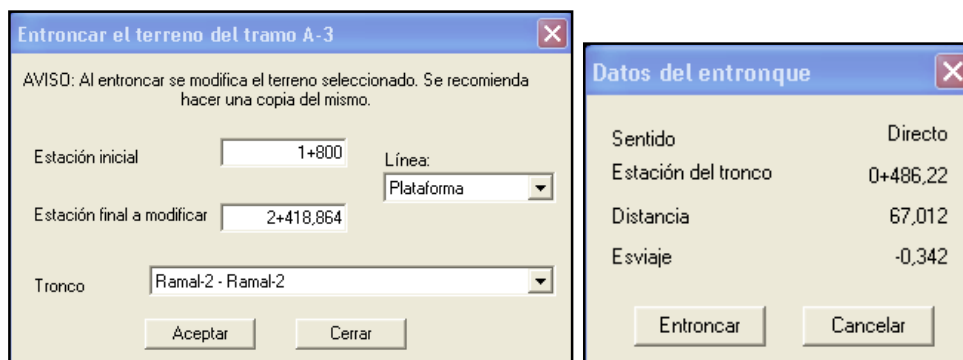 Entroncar el terreno del tramo A-3
AVISO: Al entroncar se modifica el terreno seleccionado. Se recomienda
hacer una copia del mismo.
Estación inicial
1+800
Línea:
Plataforma
Estación final a modificar
2+418,864
Tronco
Ramal-2 - Ramal-2
Aceptar
Cerrar
Datos del entronque
Sentido
Directo
Estación del tronco
0+486,22
Distancia
67,012
Esviaje
-0,342
Entroncar
Cancelar